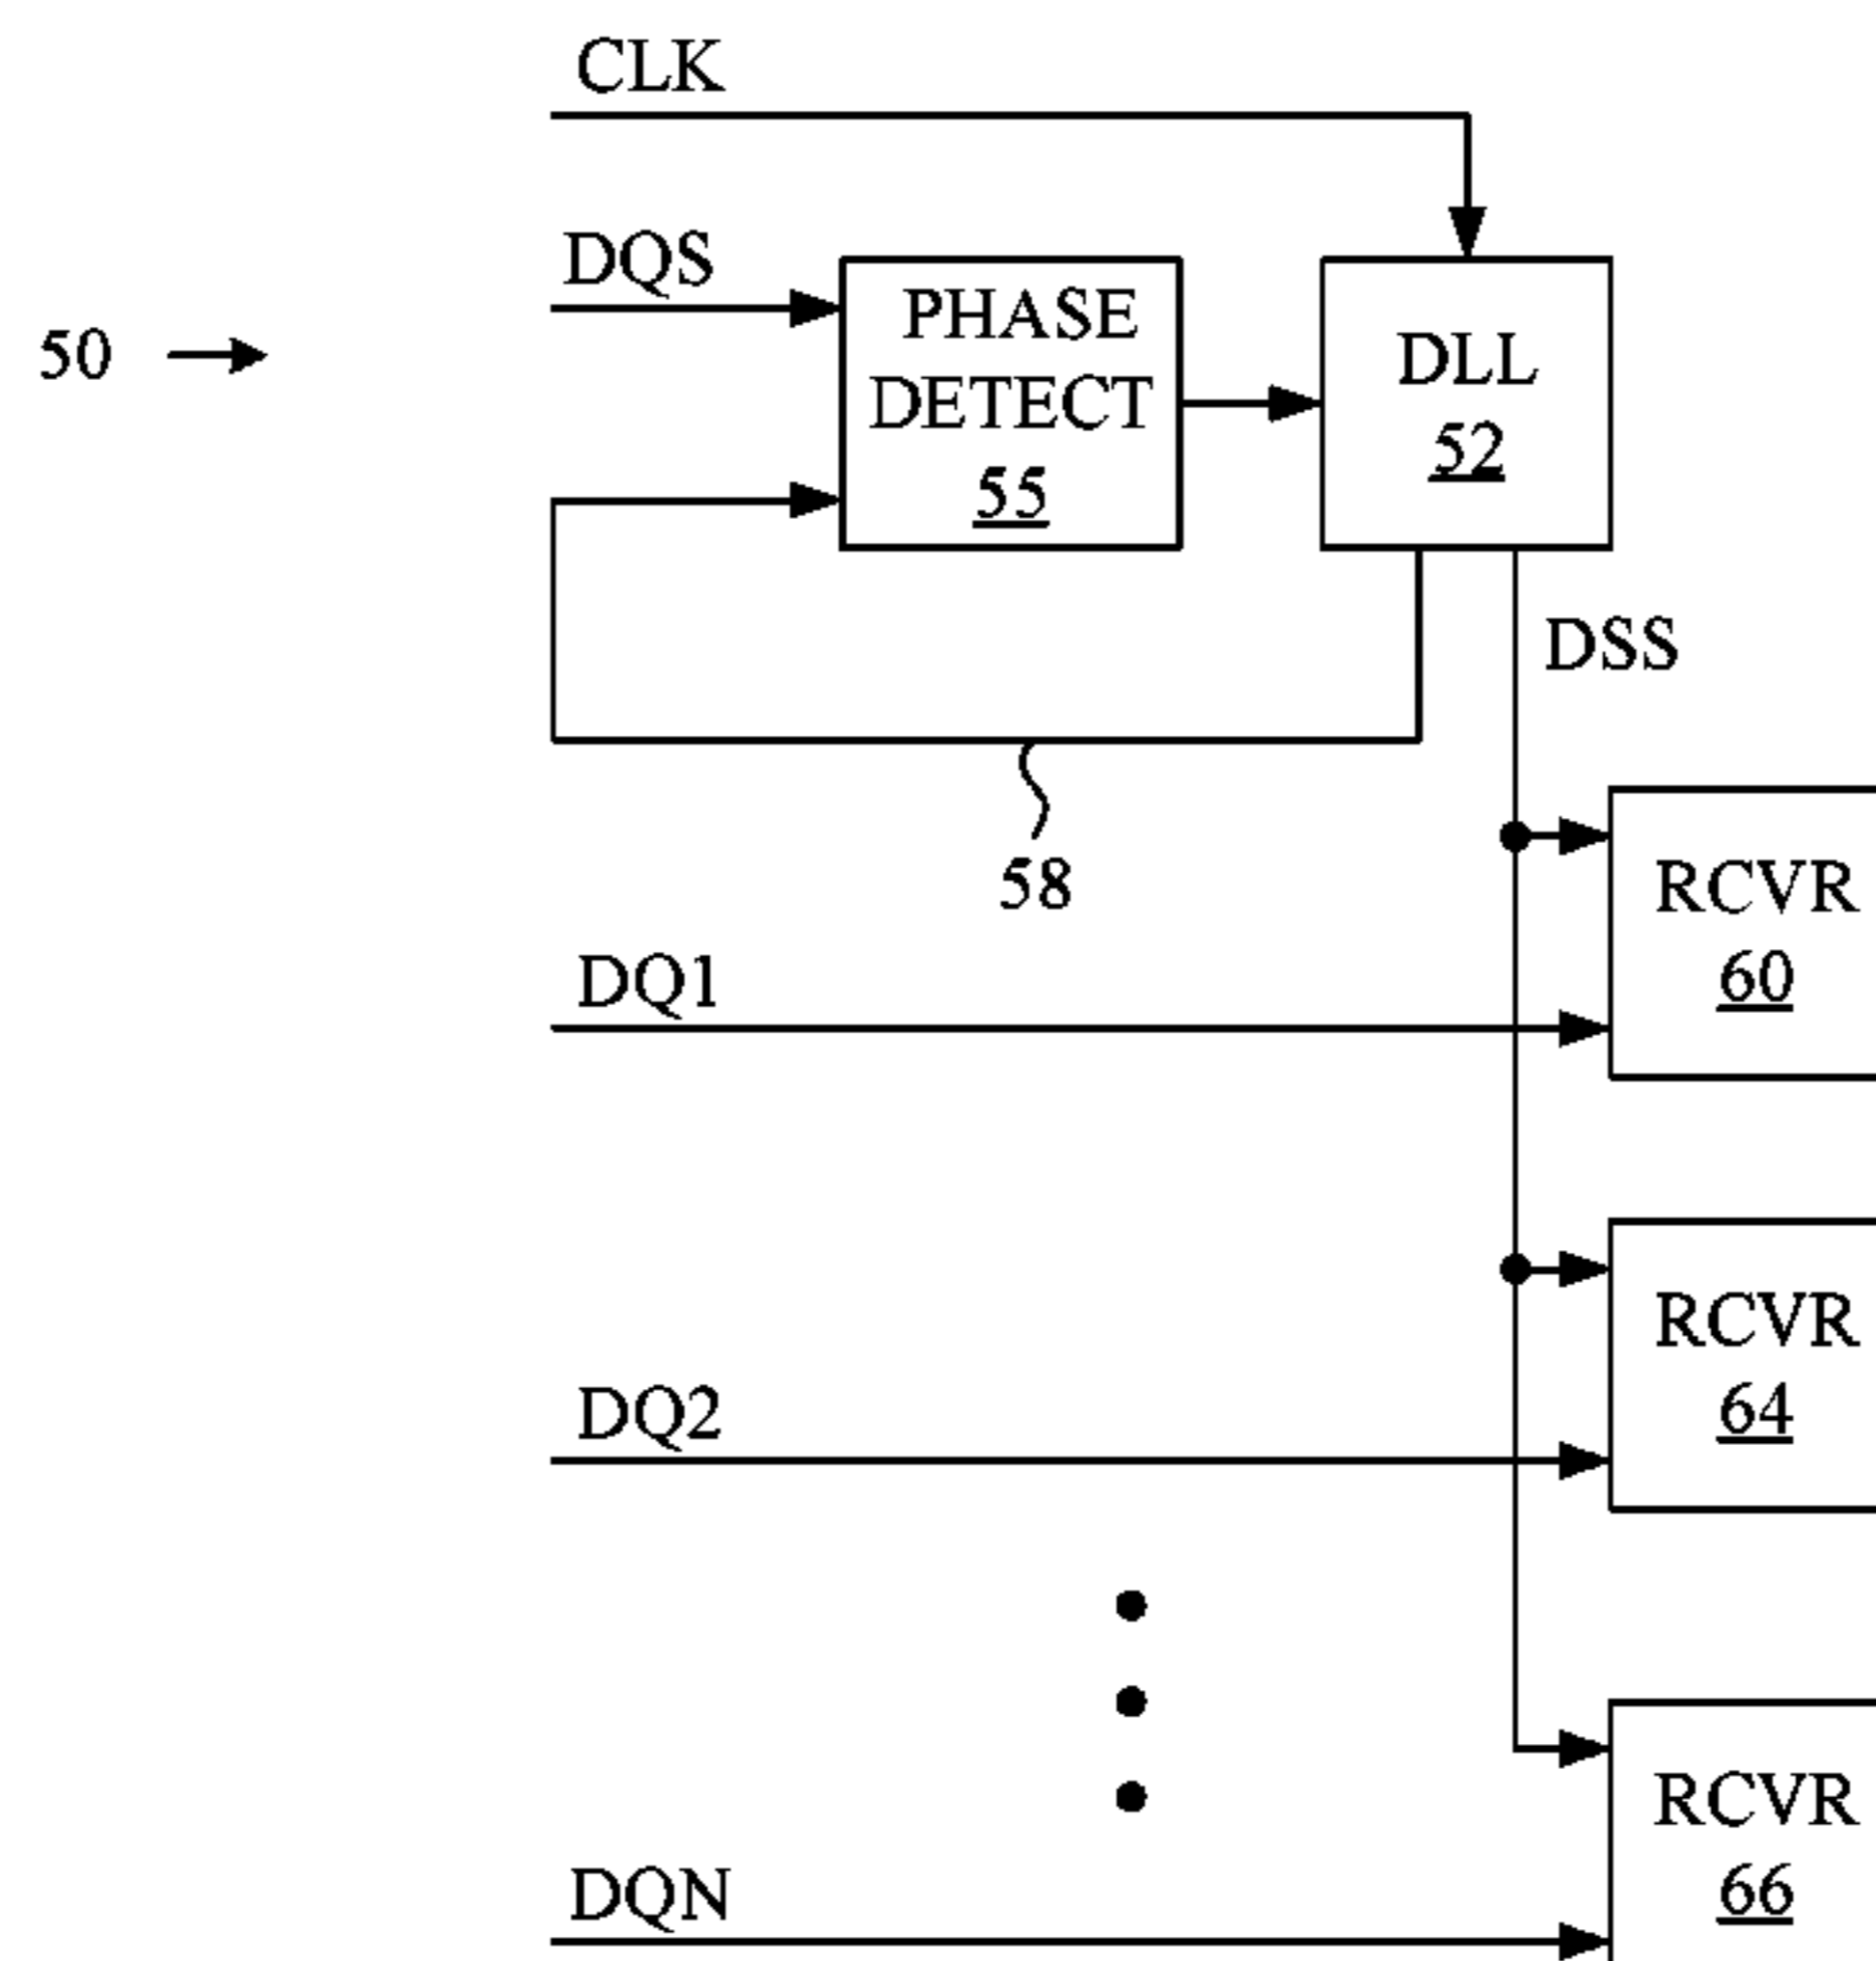 CLK
DQS
50
PHASE
DETECT
55
DLL
52
DSS
58
RCVR
60
DQ1
RCVR
64
DQ2
RCVR
66
DQN